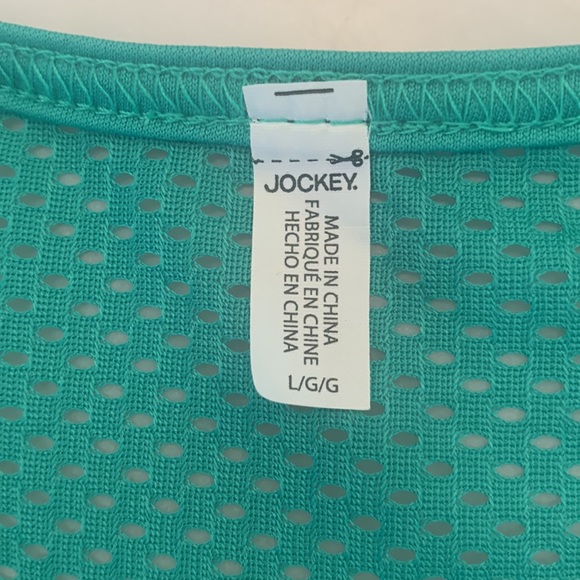 JOCKEY.
MADE IN CHINA
FABRIQUÉ EN CHINE
HECHO EN CHINA
L/G/G